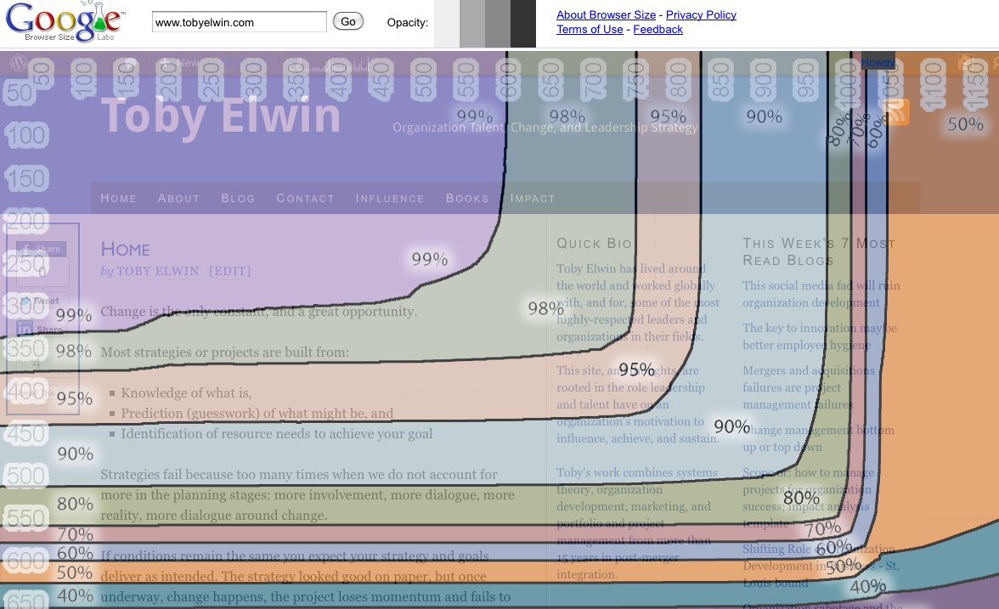 Google
Browser Size Labs
www.tobyelwin.com
Go
Opacity:
About Browser Size - Privacy Policy
Terms of Use - Feedback
New
Howdy
50 100 150 200 250 300 350 400 450 500 550 600 650 700 750 800 850 900 950 1000 1050 1100 1150
50
100
150
200
250
300
350
400
450
500
550
600
650
Toby Elwin
Organization Talent, Change, and Leadership Strategy
99% 98% 95% 90% 80% 70% 60% 50%
Home About Blog Contact Influence Books Impact
Share
0
Tweet
Share
4
Home
by TOBY ELWIN [EDIT]
99%
Change is the only constant, and a great opportunity.
Most strategies or projects are built from:
Knowledge of what is,
Prediction (guesswork) of what might be, and
Identification of resource needs to achieve your goal
Strategies fail because too many times when we do not account for
more in the planning stages: more involvement, more dialogue, more
reality, more dialogue around change.
If conditions remain the same you expect your strategy and goals
deliver as intended. The strategy looked good on paper, but once
underway, change happens, the project loses momentum and fails to
99%
98%
95%
90%
80%
70%
60%
50%
40%
Quick Bio
Toby Elwin has lived around
the world and worked globally
with, and for, some of the most
highly-respected leaders and
organizations in their fields.
This site, and insights, are
rooted in the role leadership
and talent have on an
organization's motivation to
influence, achieve, and sustain.
Toby's work combines systems
theory, organization
development, marketing, and
portfolio and project
management from more than
15 years in post-merger
integration.
98%
95%
90%
80%
70%
60%
50%
40%
This Week's 7 Most
Read Blogs
This social media fad will ruin
organization development
The key to innovation may be
better employee hygiene
Mergers and acquisitions
failures are project
management failures
Change management bottom
up or top down
Scope of: how to manage
projects for organization
success; impact analysis
template
Shifting Role of Organization
Development in - St.
Louis bound
Organization sabotage and the